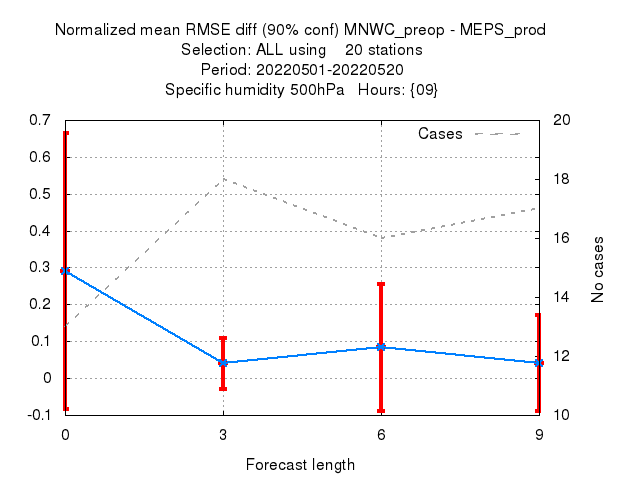 Normalized mean RMSE diff (90% conf) MNWC_preop - MEPS_prod
Selection: ALL using 20 stations
Period: 20220501-20220520
Specific humidity 500hPa Hours: {09}
0.7 20
Cases
0.6
0.5 18
0.4 16
0.3
0.2 14
0.1 12
0
-0.1 10
No cases
0 3 6 9
Forecast length